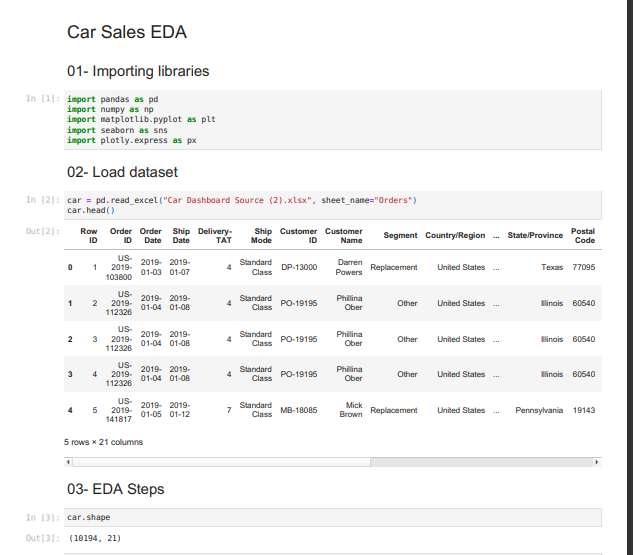 Car Sales EDA
01- Importing libraries
In [1]: import pandas as pd
import numpy as np
import matplotlib.pyplot as plt
import seaborn as sns
import plotly.express as px
02- Load dataset
In [2]: car = pd.read_excel("Car Dashboard Source (2).xlsx", sheet_name="Orders")
car.head()
Out[2]: Row ID Order ID Order Date Ship Date Delivery-TAT Ship Mode Customer ID Customer Name Segment Country/Region ... State/Province Postal Code
0 1 US-2019-103800 2019-01-03 2019-01-07 4 Standard Class DP-13000 Darren Powers Replacement United States ... Texas 77095
1 2 US-2019-112326 2019-01-04 2019-01-08 4 Standard Class PO-19195 Phillina Ober Other United States ... Illinois 60540
2 3 US-2019-112326 2019-01-04 2019-01-08 4 Standard Class PO-19195 Phillina Ober Other United States ... Illinois 60540
3 4 US-2019-112326 2019-01-04 2019-01-08 4 Standard Class PO-19195 Phillina Ober Other United States ... Illinois 60540
4 5 US-2019-141817 2019-01-05 2019-01-12 7 Standard Class MB-18085 Mick Brown Replacement United States ... Pennsylvania 19143
5 rows × 21 columns
03- EDA Steps
In [3]: car.shape
Out[3]: (10194, 21)